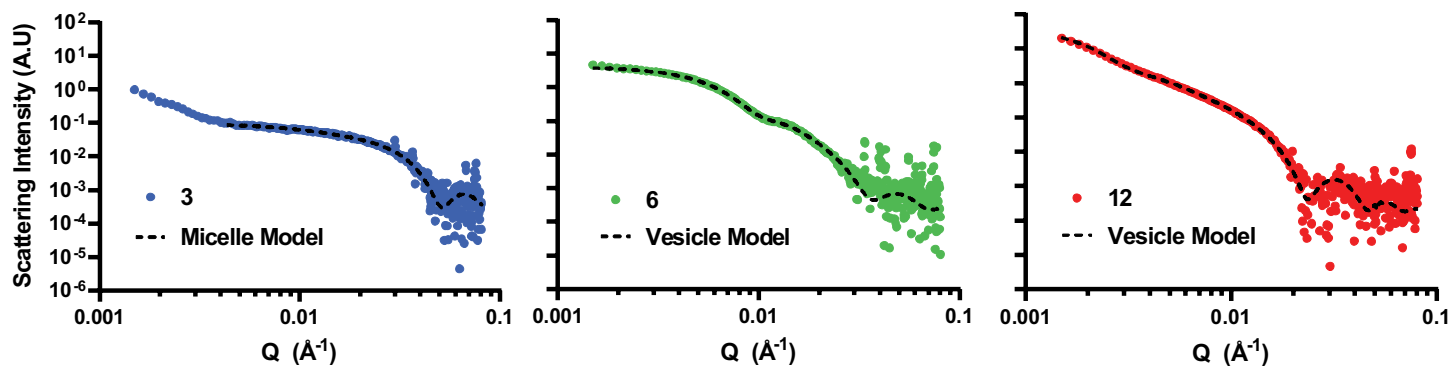 Scattering Intensity (A.U)
10²
10¹
10⁰
10⁻¹
10⁻²
10⁻³
10⁻⁴
10⁻⁵
10⁻⁶
3
Micelle Model
0.001 0.01 0.1
Q (Å⁻¹)
6
Vesicle Model
0.001 0.01 0.1
Q (Å⁻¹)
12
Vesicle Model
0.001 0.01 0.1
Q (Å⁻¹)